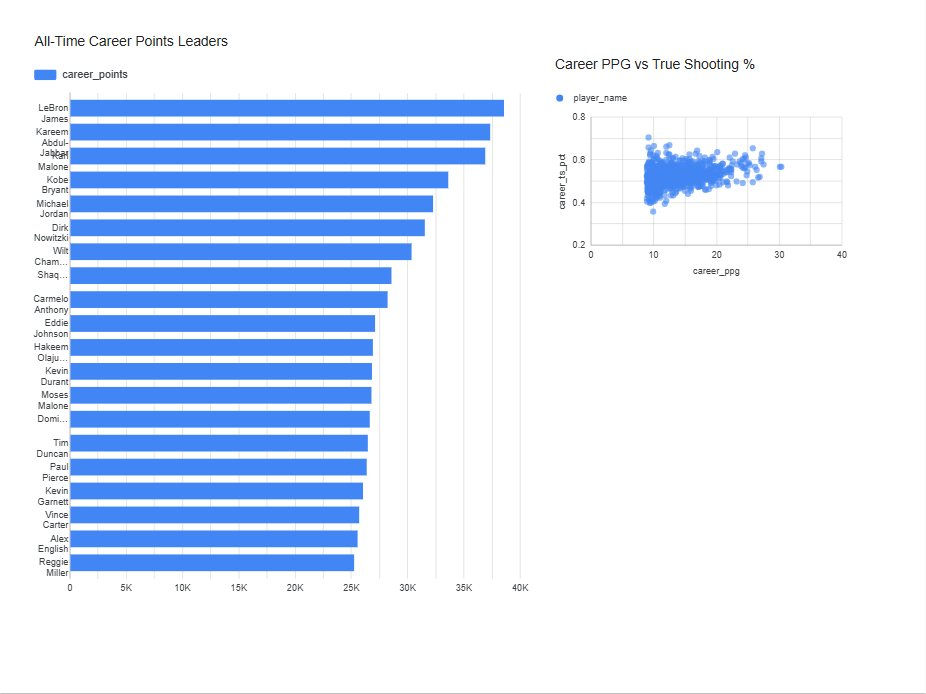 All-Time Career Points Leaders
career_points
LeBron
James
Kareem
Abdul-
Jabbar
Karl
Malone
Kobe
Bryant
Michael
Jordan
Dirk
Nowitzki
Wilt
Cham...
Shaq...
Carmelo
Anthony
Eddie
Johnson
Hakeem
Olaju...
Kevin
Durant
Moses
Malone
Domi...
Tim
Duncan
Paul
Pierce
Kevin
Garnett
Vince
Carter
Alex
English
Reggie
Miller
0 5K 10K 15K 20K 25K 30K 35K 40K
Career PPG vs True Shooting %
player_name
career_ts_pct
0.8
0.6
0.4
0.2
0 10 20 30 40
career_ppg